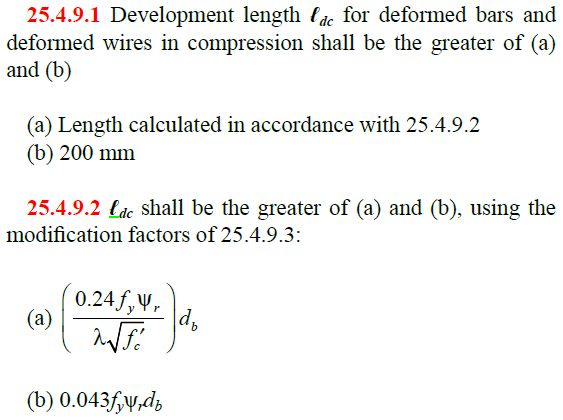 25.4.9.1 Development length ℓdc for deformed bars and
deformed wires in compression shall be the greater of (a)
and (b)
(a) Length calculated in accordance with 25.4.9.2
(b) 200 mm
25.4.9.2 ℓdc shall be the greater of (a) and (b), using the
modification factors of 25.4.9.3:
(a) (0.24fyψr / λ√f'c) db
(b) 0.043fyψrdb